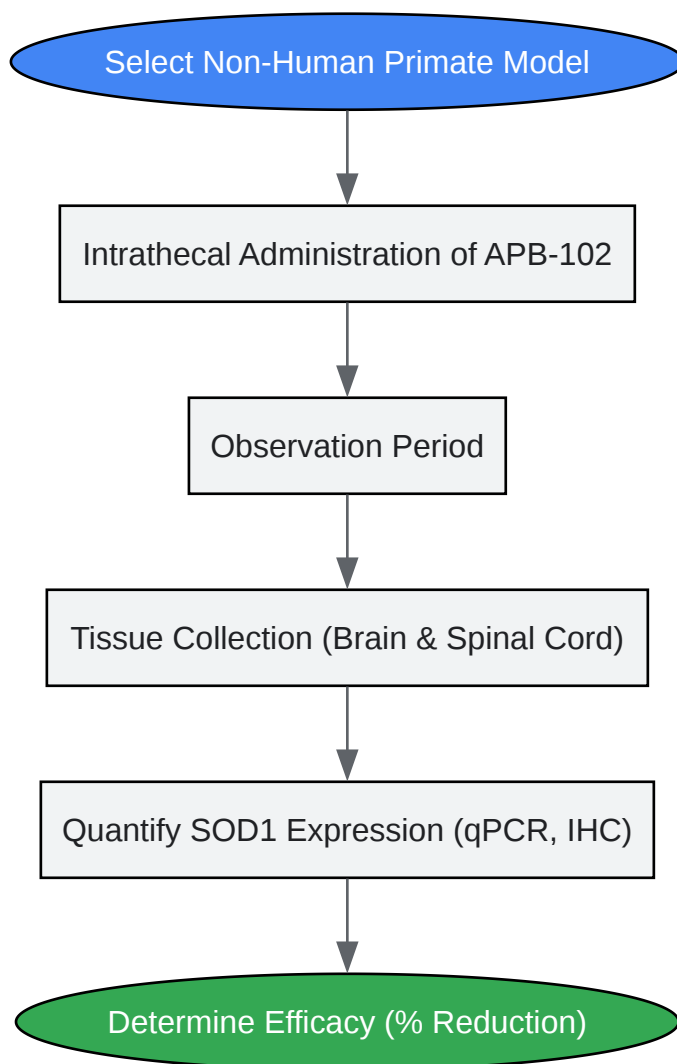 Select Non-Human Primate Model
Intrathecal Administration of APB-102
Observation Period
Tissue Collection (Brain & Spinal Cord)
Quantify SOD1 Expression (qPCR, IHC)
Determine Efficacy (% Reduction)